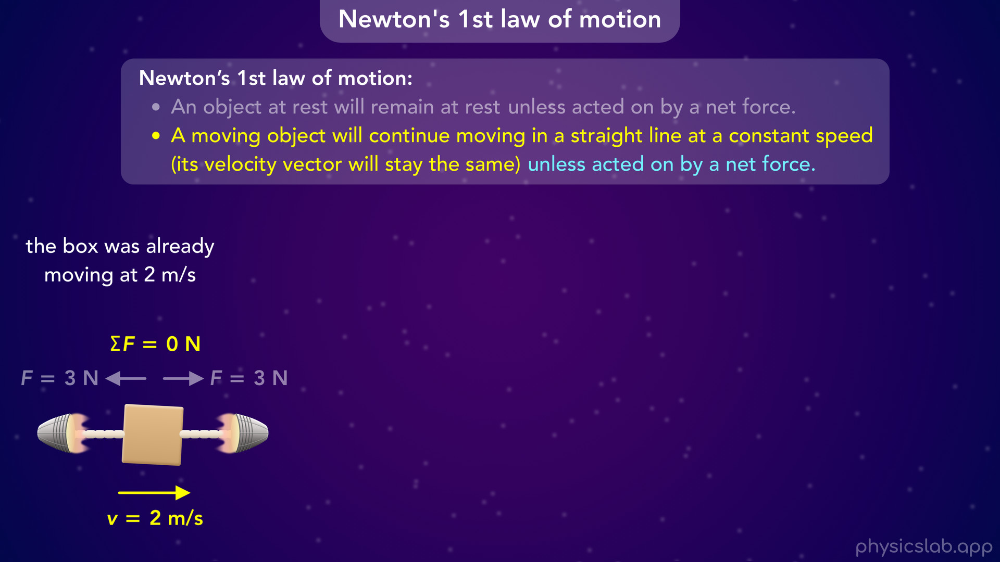 Newton's 1st law of motion
Newton’s 1st law of motion:
• An object at rest will remain at rest unless acted on by a net force.
• A moving object will continue moving in a straight line at a constant speed
(its velocity vector will stay the same) unless acted on by a net force.
the box was already
moving at 2 m/s
ΣF = 0 N
F = 3 N F = 3 N
v = 2 m/s
physicslab.app